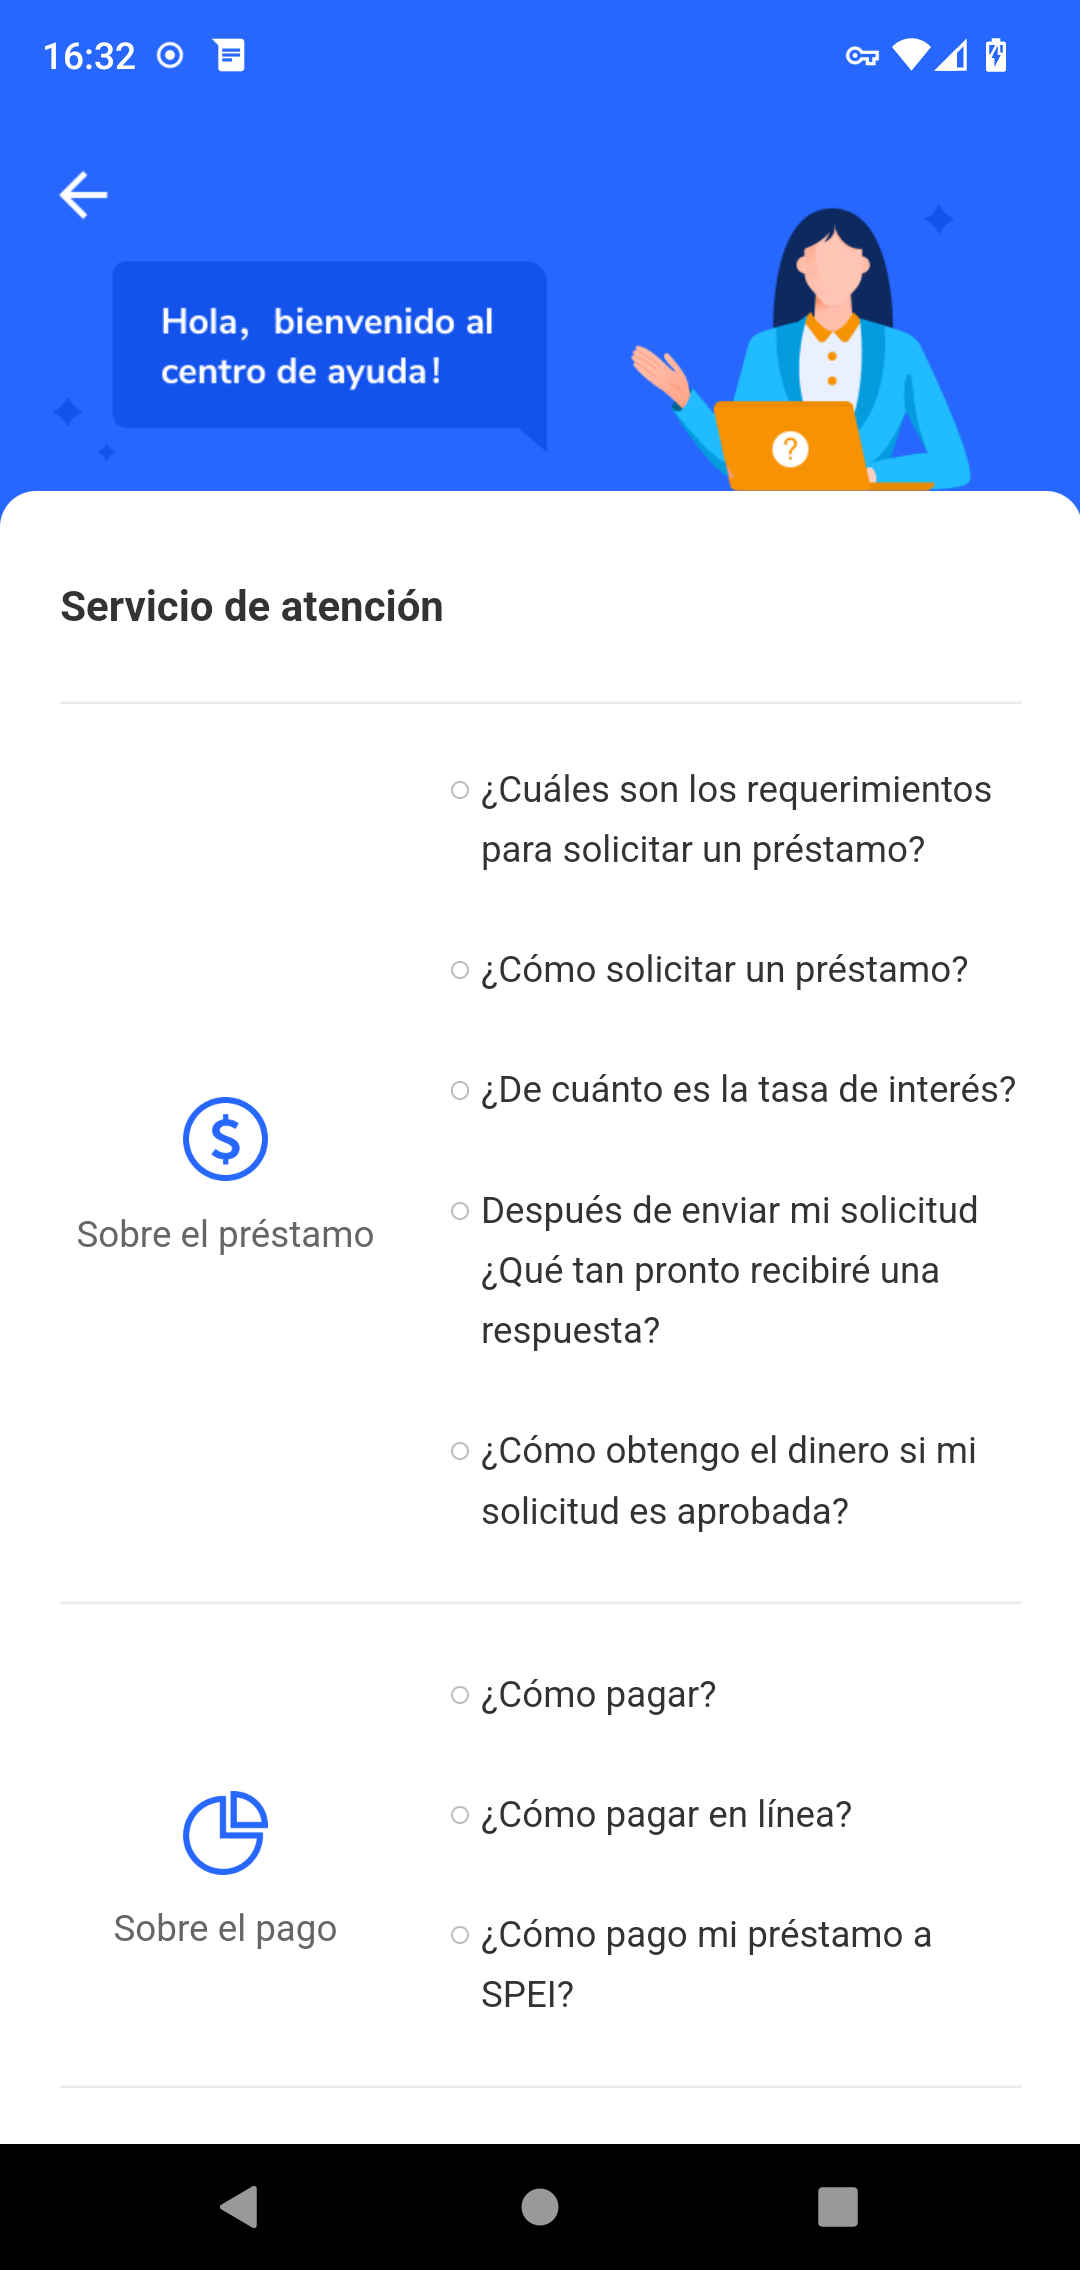 16:32
Hola, bienvenido al
centro de ayuda!
?
Servicio de atención
¿Cuáles son los requerimientos
para solicitar un préstamo?
¿Cómo solicitar un préstamo?
¿De cuánto es la tasa de interés?
$
Sobre el préstamo
Después de enviar mi solicitud
¿Qué tan pronto recibiré una
respuesta?
¿Cómo obtengo el dinero si mi
solicitud es aprobada?
¿Cómo pagar?
¿Cómo pagar en línea?
Sobre el pago
¿Cómo pago mi préstamo a
SPEI?